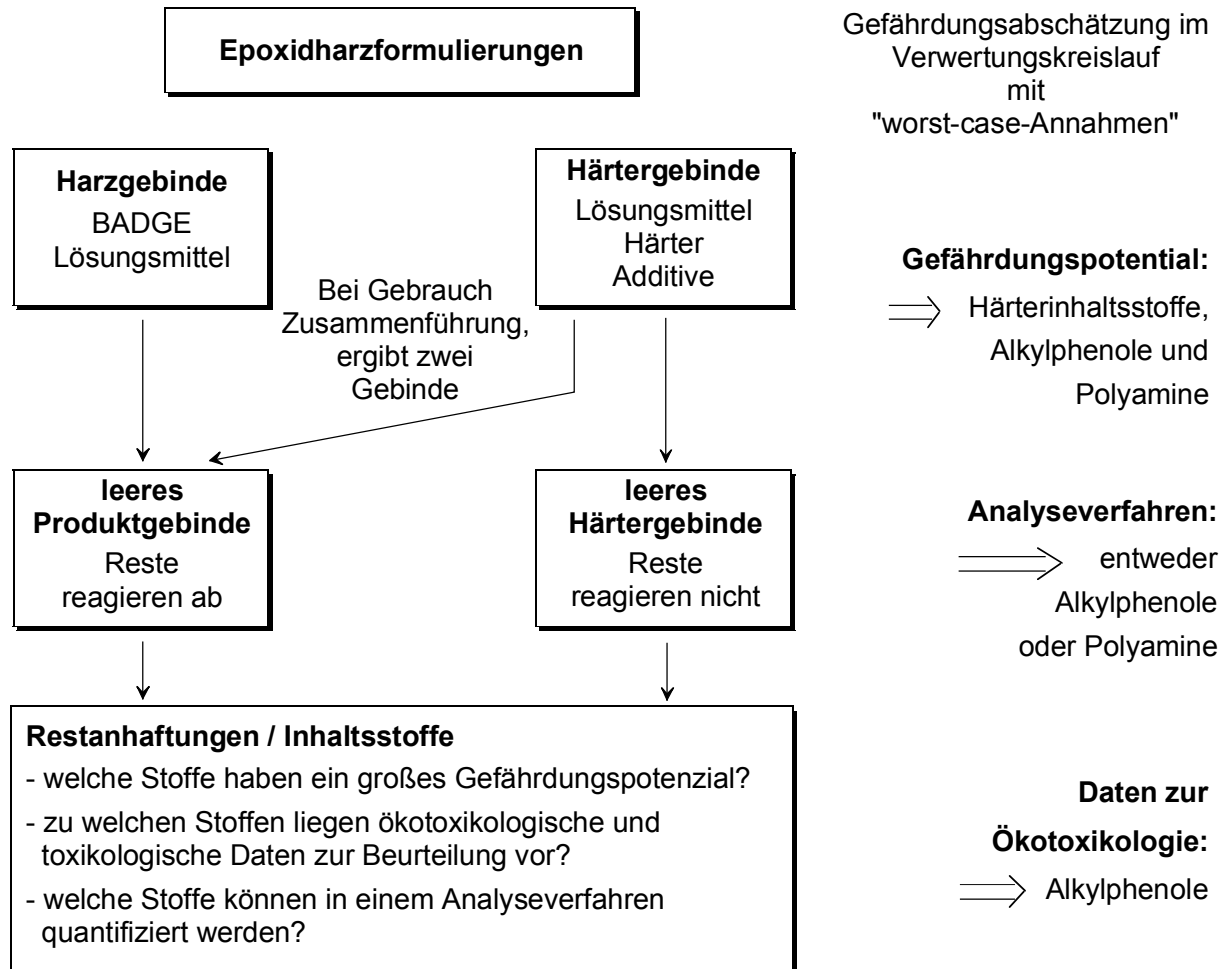 Epoxidharzformulierungen
Gefährdungsabschätzung im
Verwertungskreislauf
mit
"worst-case-Annahmen"
Harzgebinde
BADGE
Lösungsmittel
Härtergebinde
Lösungsmittel
Härter
Additive
Bei Gebrauch
Zusammenführung,
ergibt zwei
Gebinde
Gefährdungspotential:
Härterinhaltsstoffe,
Alkylphenole und
Polyamine
leeres
Produktgebinde
Reste
reagieren ab
leeres
Härtergebinde
Reste
reagieren nicht
Analyseverfahren:
entweder
Alkylphenole
oder Polyamine
Restanhaftungen / Inhaltsstoffe
- welche Stoffe haben ein großes Gefährdungspotenzial?
- zu welchen Stoffen liegen ökotoxikologische und
toxikologische Daten zur Beurteilung vor?
- welche Stoffe können in einem Analyseverfahren
quantifiziert werden?
Daten zur
Ökotoxikologie:
Alkylphenole